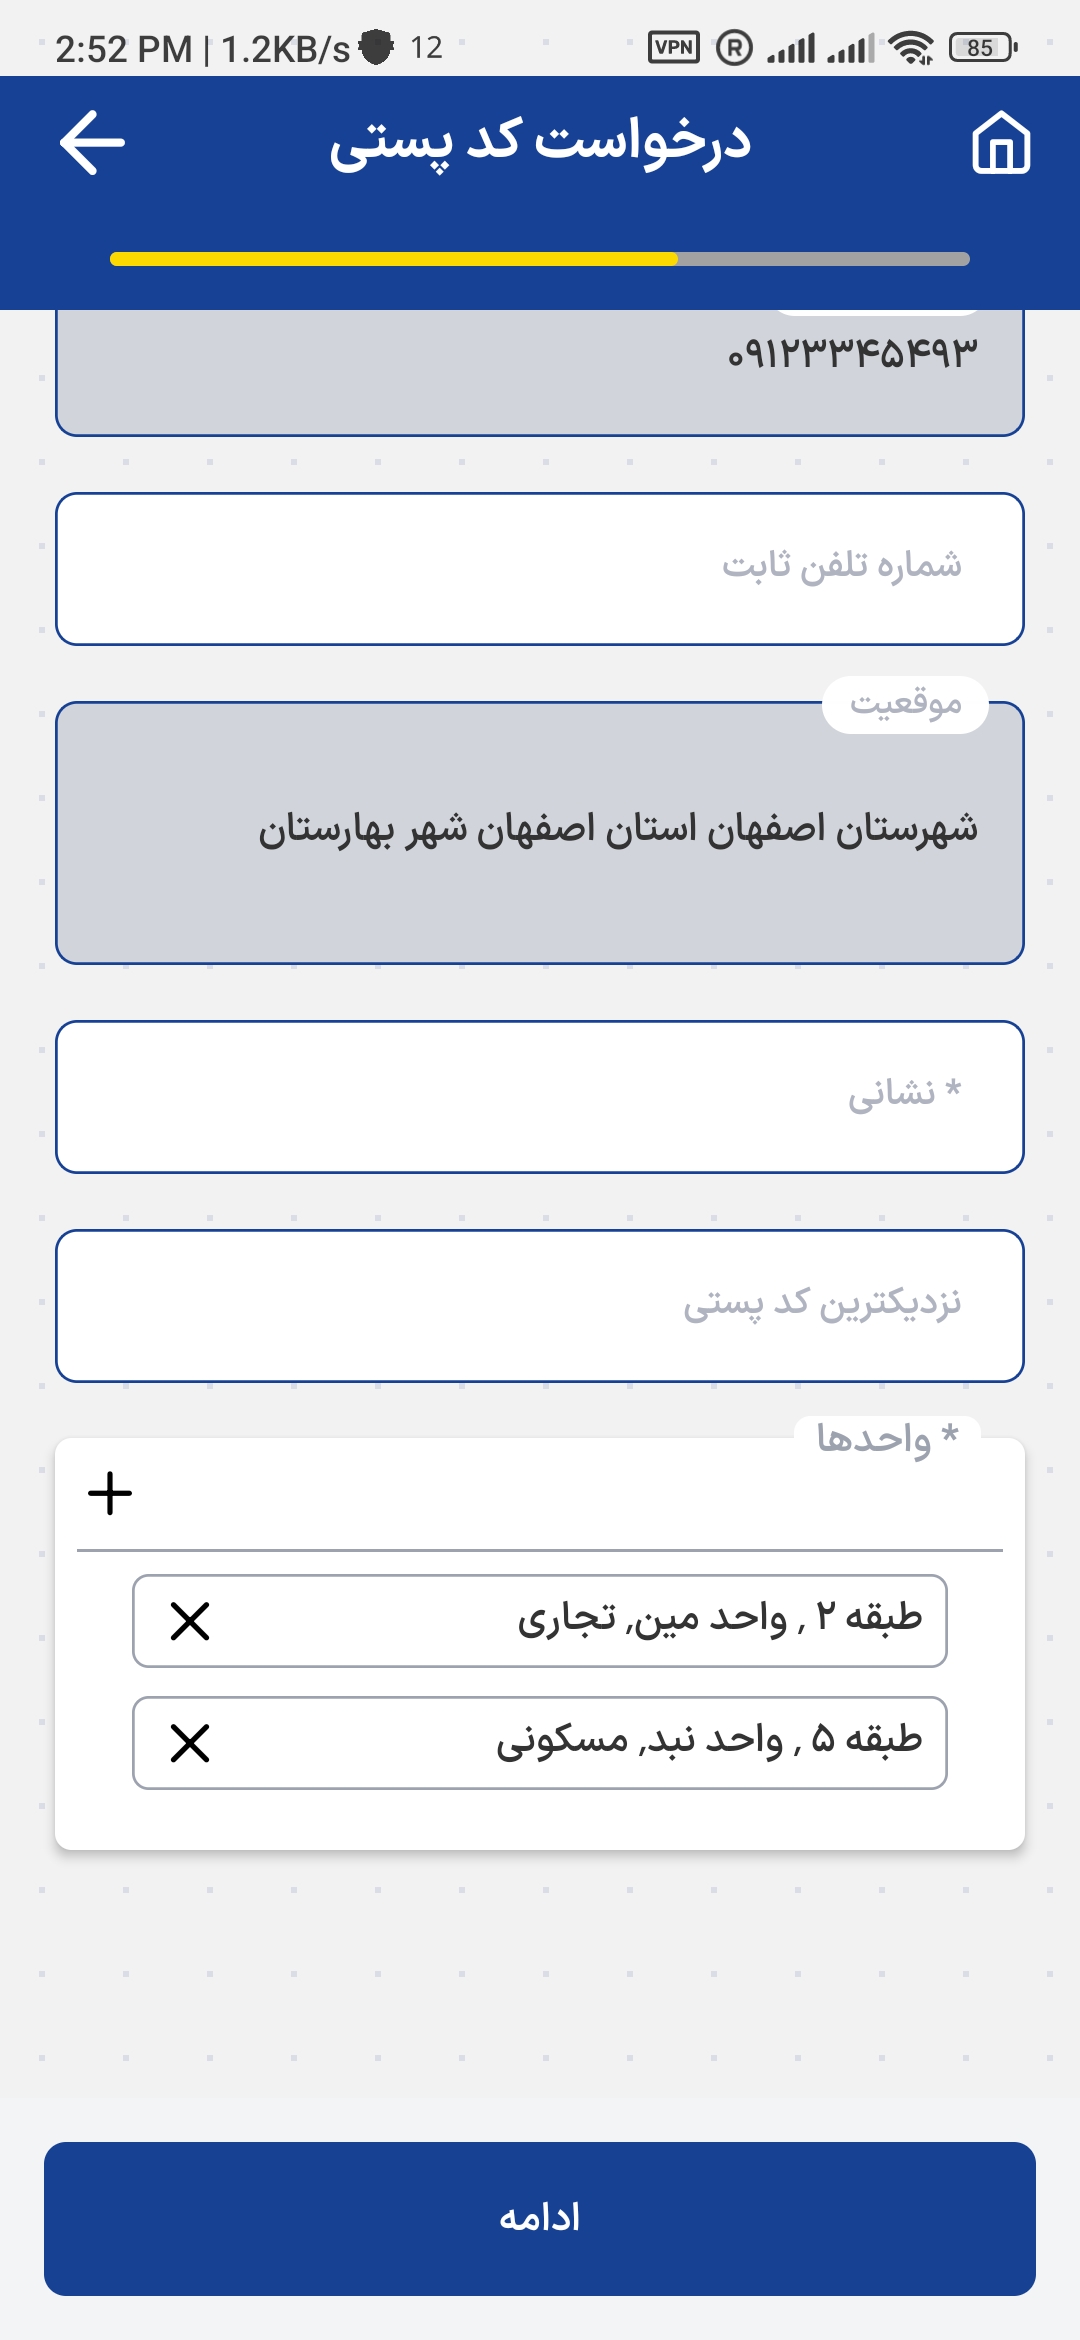 2:52 PM | 1.2KB/s 12 VPN R 85
درخواست کد پستی
۰۹۱۲۳۳۴۵۴۹۳
شماره تلفن ثابت
موقعیت
شهرستان اصفهان استان اصفهان شهر بهارستان
* نشانی
نزدیکترین کد پستی
* واحدها
طبقه ۲ , واحد مین, تجاری
طبقه ۵ , واحد نبد, مسکونی
ادامه